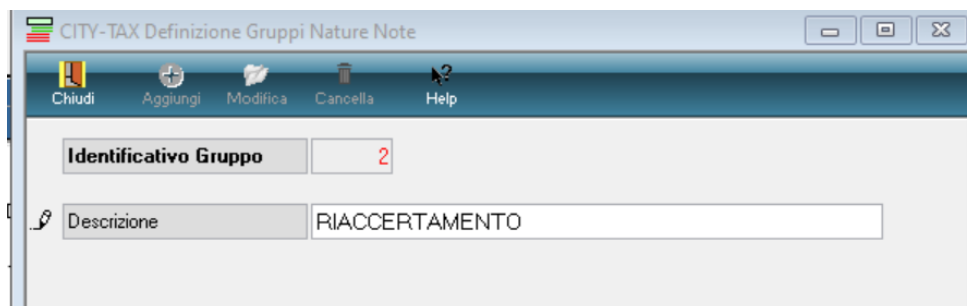 CITY-TAX Definizione Gruppi Nature Note
Chiudi Aggiungi Modifica Cancella Help
Identificativo Gruppo 2
Descrizione RIACCERTAMENTO